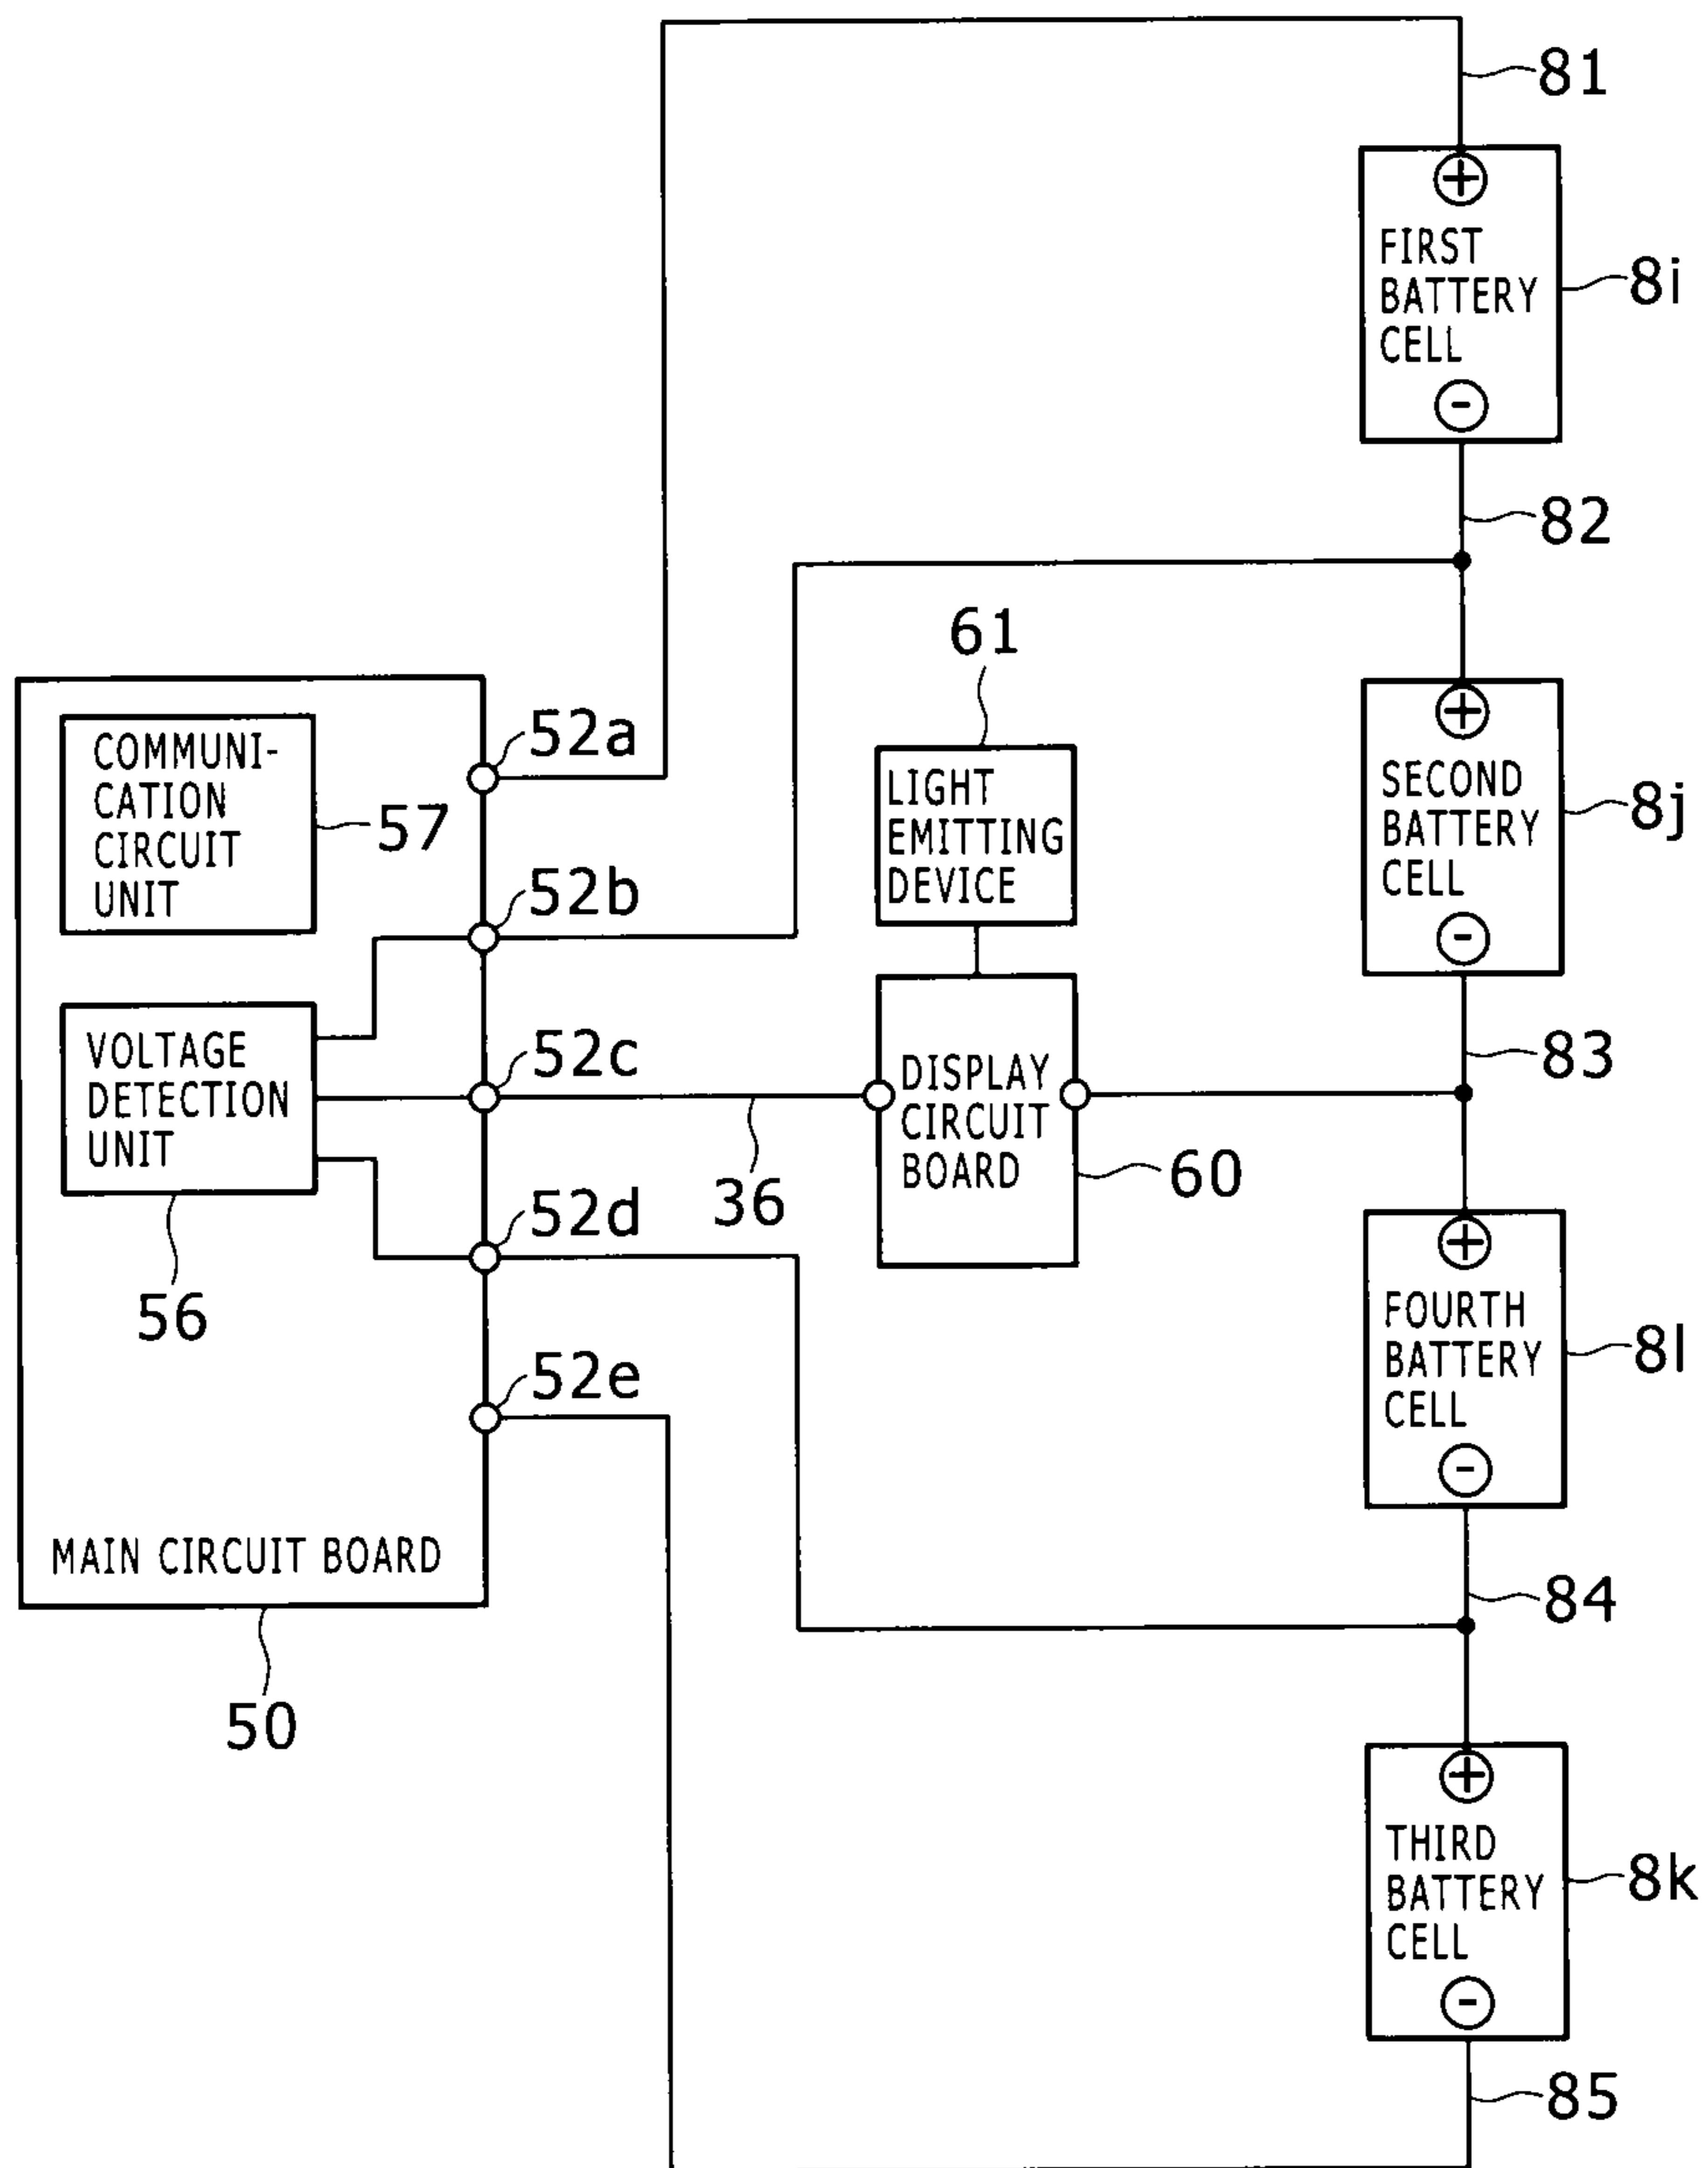 81
+
FIRST
BATTERY
CELL
8i
-
82
61
52a
COMMUNI-
CATION
CIRCUIT
UNIT
57
LIGHT
EMITTING
DEVICE
+
SECOND
BATTERY
CELL
8j
-
52b
VOLTAGE
DETECTION
UNIT
52c
DISPLAY
CIRCUIT
BOARD
83
36
60
56
52d
+
FOURTH
BATTERY
CELL
8l
-
52e
MAIN CIRCUIT BOARD
84
50
+
THIRD
BATTERY
CELL
8k
-
85